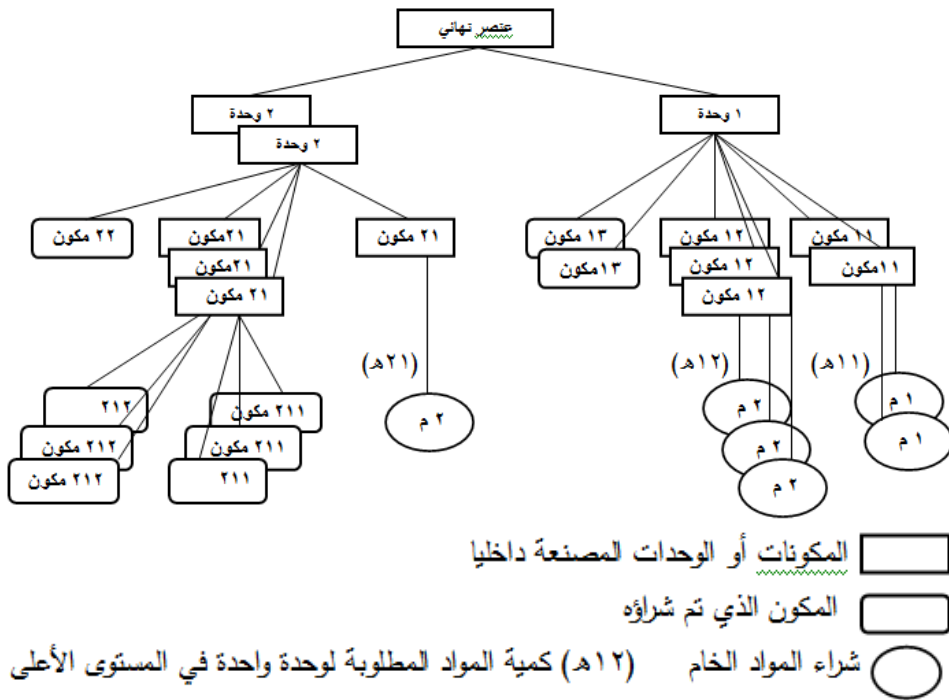 عنصر نهائي
١ وحدة
٢ وحدة
٢ وحدة
١١ مكون
١١مكون
١٢ مكون
١٢ مكون
١٢ مكون
١٣ مكون
١٣مكون
٢١ مكون
٢١مكون
٢١مكون
٢١ مكون
٢٢ مكون
(١١هـ)
(١٢هـ)
(٢١هـ)
١ م
١ م
٢ م
٢ م
٢ م
٢ م
٢١١ مكون
٢١١ مكون
٢١١
٢١٢
٢١٢ مكون
٢١٢ مكون
المكونات أو الوحدات المصنعة داخليا
المكون الذي تم شراؤه
شراء المواد الخام (١٢هـ) كمية المواد المطلوبة لوحدة واحدة في المستوى الأعلى